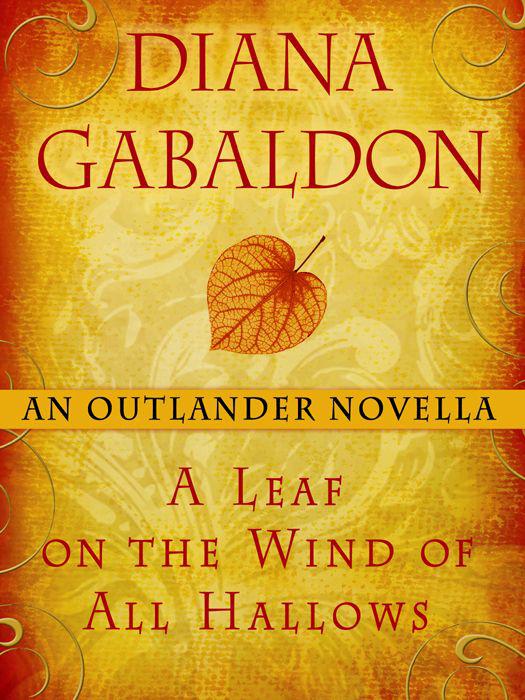 DIANA
GABALDON
AN OUTLANDER NOVELLA
A LEAF
ON THE WIND OF
ALL HALLOWS